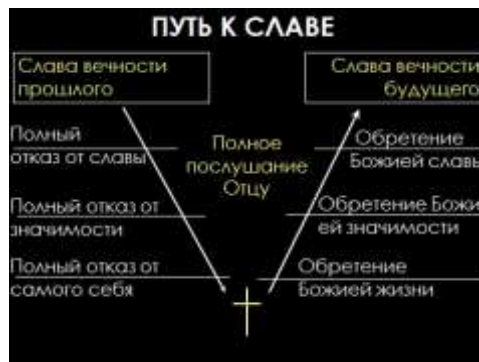 ПУТЬ К СЛАВЕ
Слава вечности
прошлого
Слава вечности
будущего
Полный
отказ от славы
Полное
послушание
Отцу
Обретение
Божией славы
Полный отказ от
значимости
Обретение Божи
ей значимости
Полный отказ от
самого себя
Обретение
Божией жизни